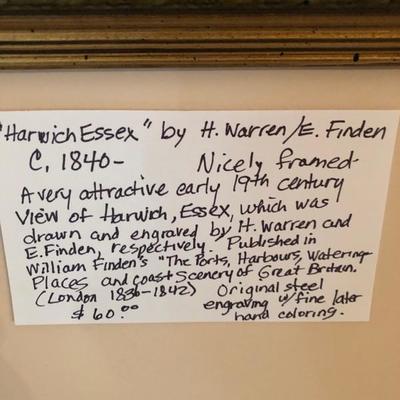 "Harwich Essex" by H. Warren/E. Finden
C. 1840- Nicely framed
A very attractive early 19th century
View of Harwich, Essex, which was
drawn and engraved by H. Warren and
E. Finden, respectively. Published in
William Finden's "The Ports, Harbours, Watering-
Places and coast Scenery of Great Britain.
(London 1836-1842) Original steel
engraving w/fine later
$ 60.00 hand coloring.